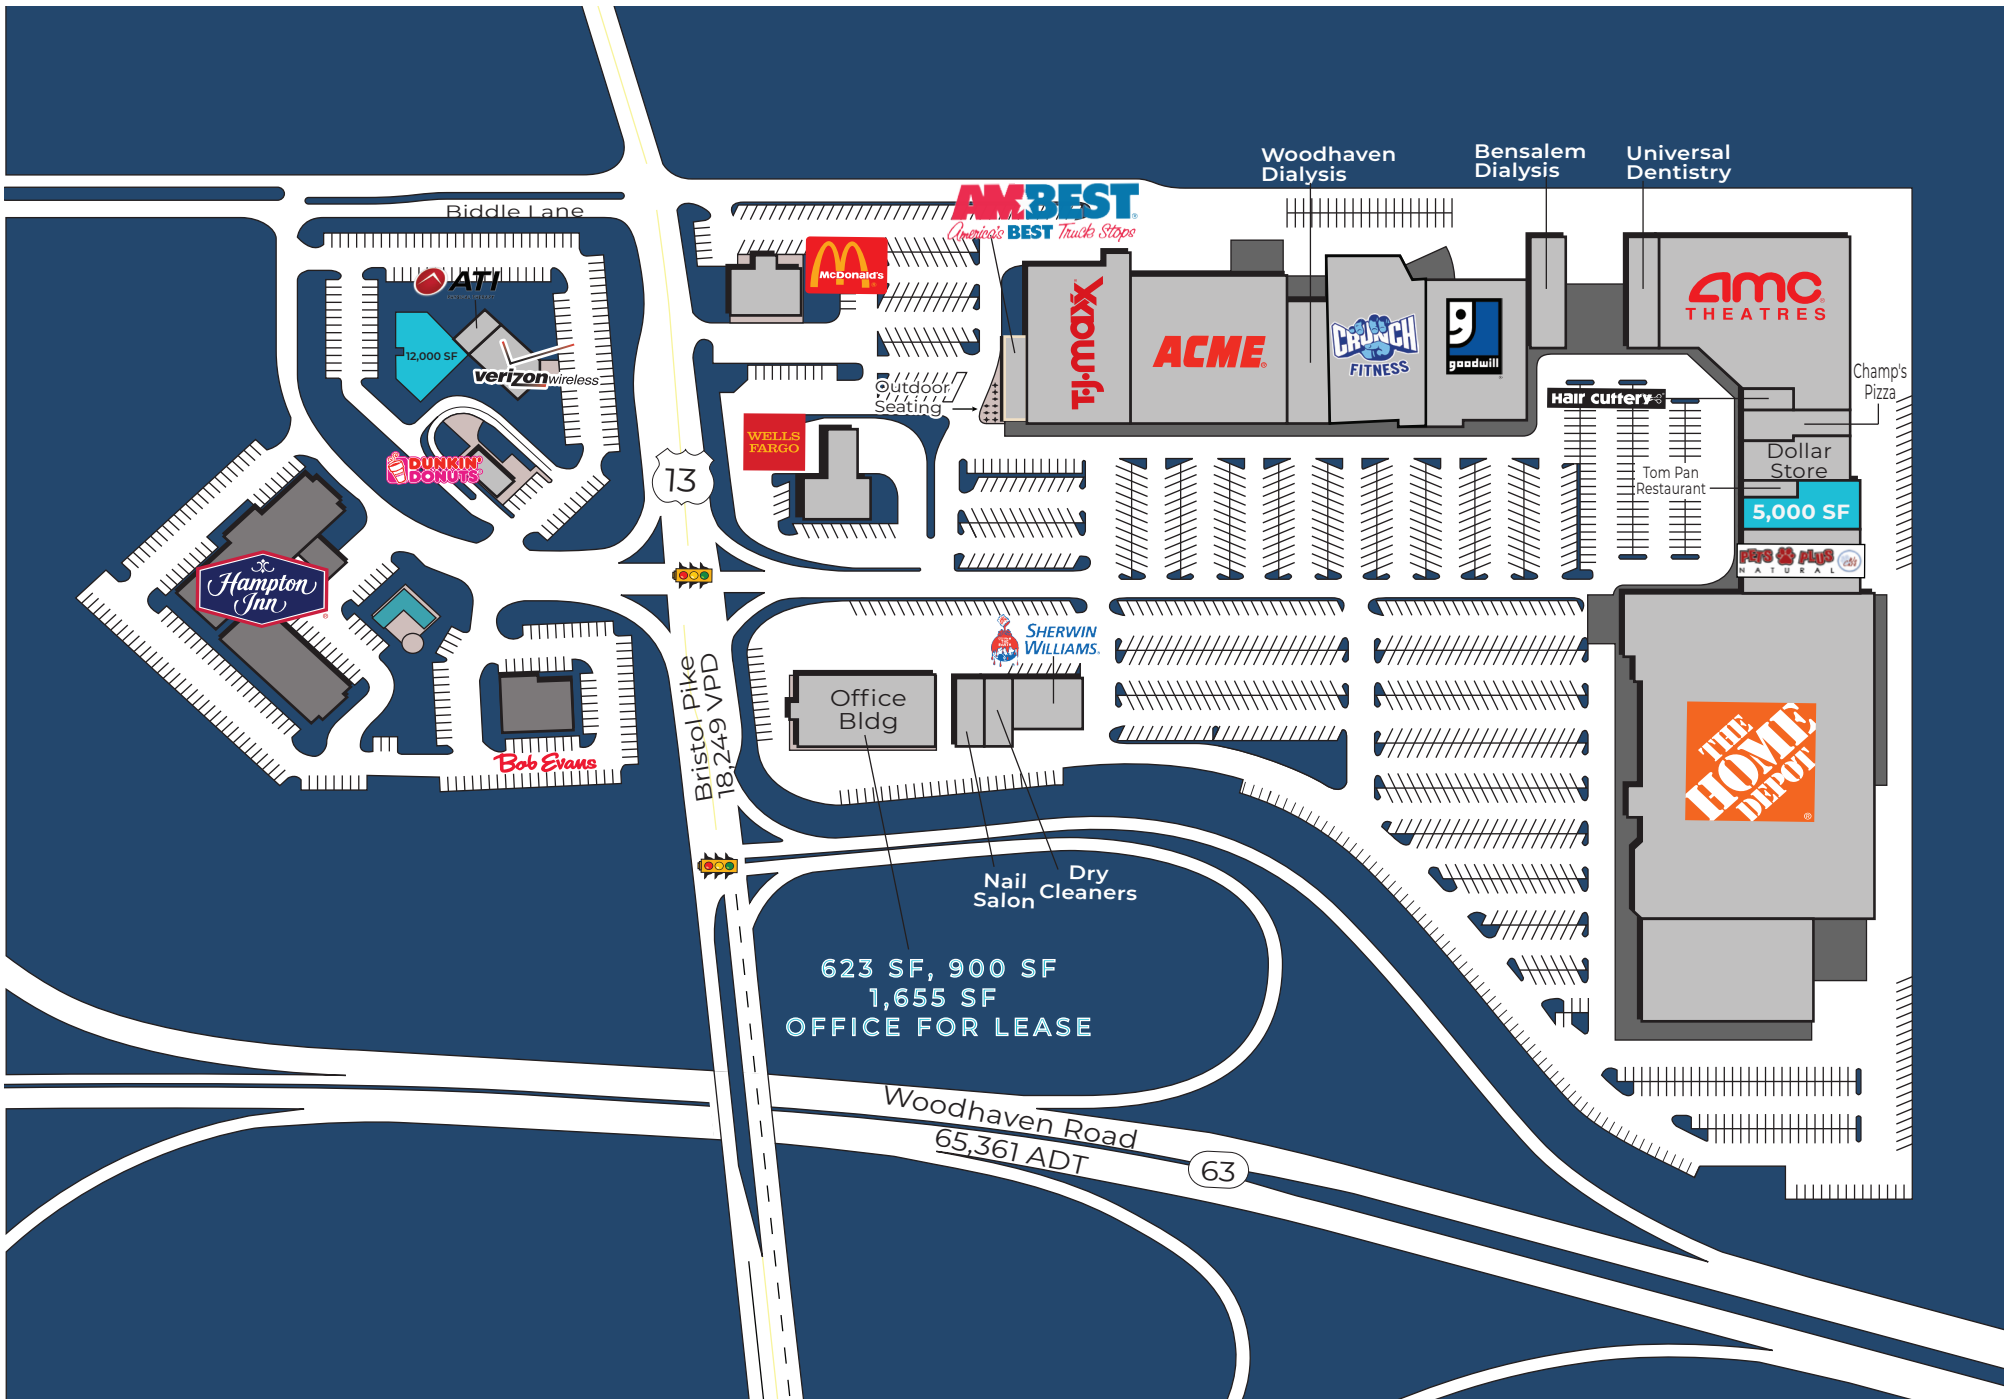 Woodhaven
Dialysis
Bensalem
Dialysis
Universal
Dentistry
AMBEST
America's BEST Truck Stops
Biddle Lane
McDonald's
ATI
12,000 SF
verizon wireless
T.J.maxx
ACME
CRUNCH
FITNESS
goodwill
AMC
THEATRES
Outdoor
Seating
Hair Cuttery
Champ's
Pizza
WELLS
FARGO
DUNKIN'
DONUTS
13
Dollar
Store
Tom Pan
Restaurant
5,000 SF
PETS PLUS
NATURAL
Hampton
Inn
SHERWIN
WILLIAMS
Office
Bldg
Bristol Pike
18,249 VPD
Bob Evans
THE
HOME
DEPOT
Nail
Salon
Dry
Cleaners
623 SF, 900 SF
1,655 SF
OFFICE FOR LEASE
Woodhaven Road
65,361 ADT
63